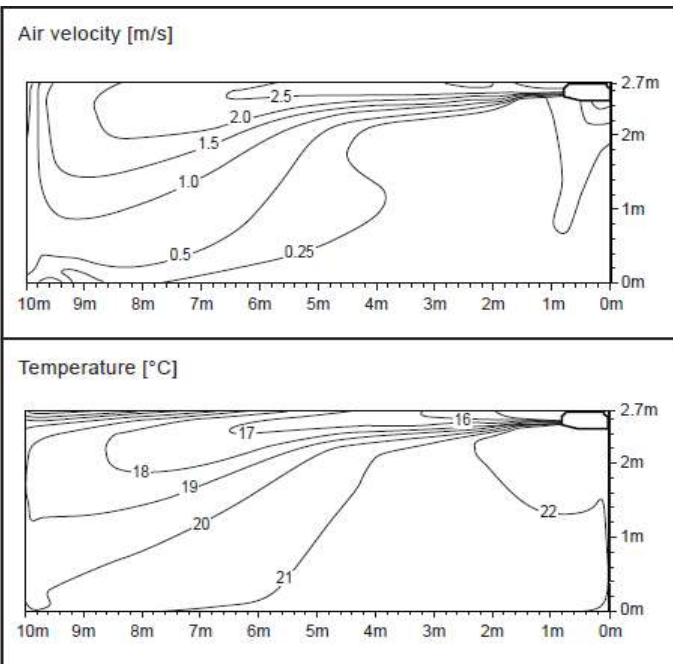 Air velocity [m/s]
2.7m
2.5
2.0
2m
1.5
1.0
1m
0.5
0.25
0m
10m 9m 8m 7m 6m 5m 4m 3m 2m 1m 0m
Temperature [°C]
2.7m
16
17
18
2m
19
22
20
1m
21
0m
10m 9m 8m 7m 6m 5m 4m 3m 2m 1m 0m